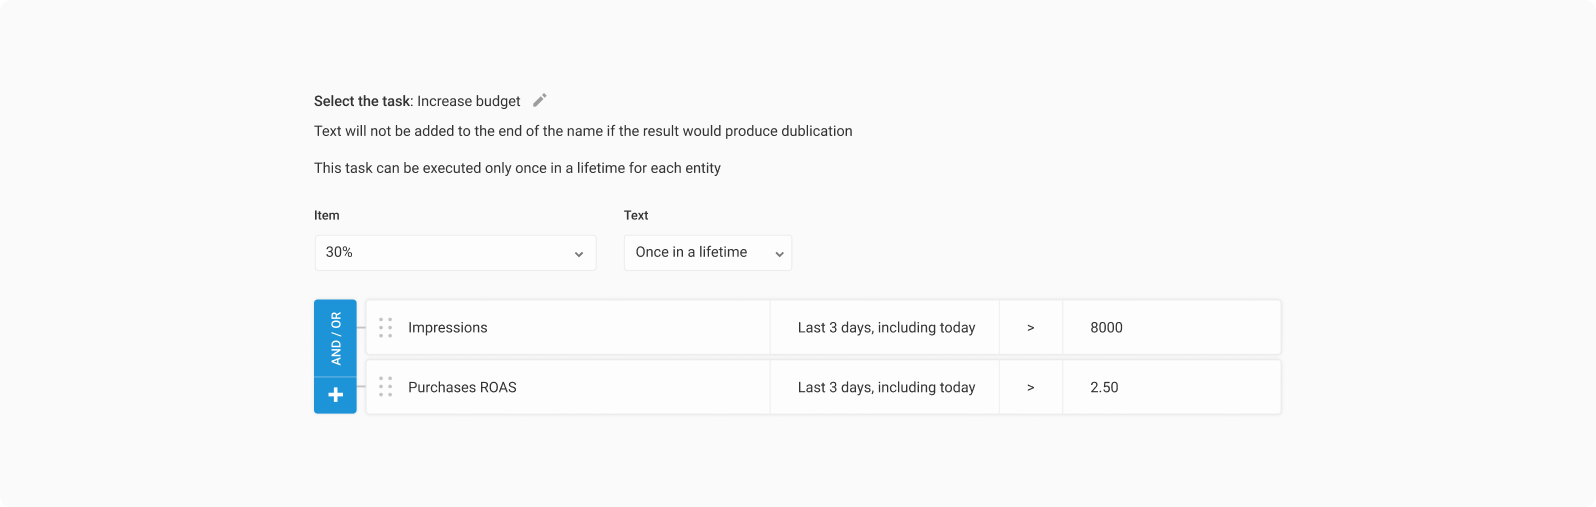 Select the task: Increase budget
Text will not be added to the end of the name if the result would produce dublication
This task can be executed only once in a lifetime for each entity
Item Text
30% Once in a lifetime
AND / OR
Impressions Last 3 days, including today > 8000
Purchases ROAS Last 3 days, including today > 2.50